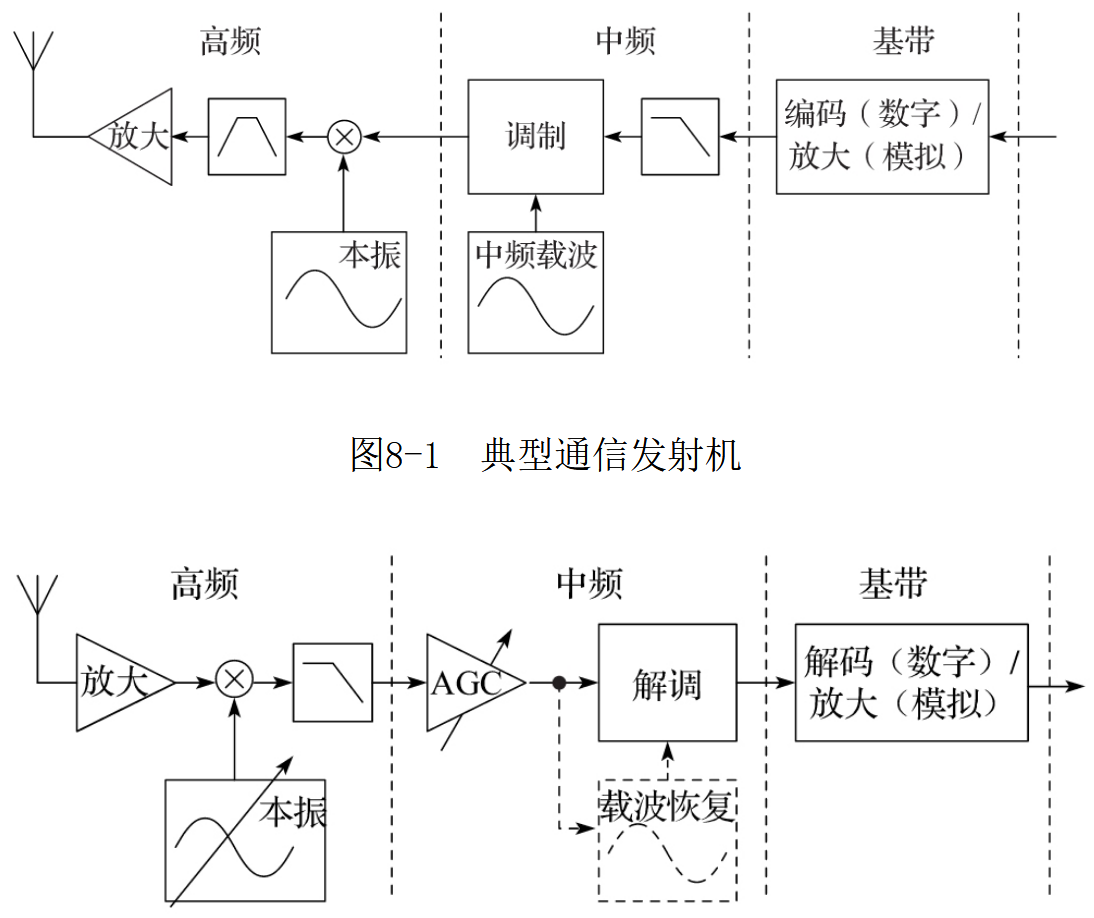 高频
中频
基带
放大
调制
编码（数字）/
放大（模拟）
本振
中频载波
图8-1 典型通信发射机
高频
中频
基带
放大
AGC
解调
解码（数字）/
放大（模拟）
本振
载波恢复